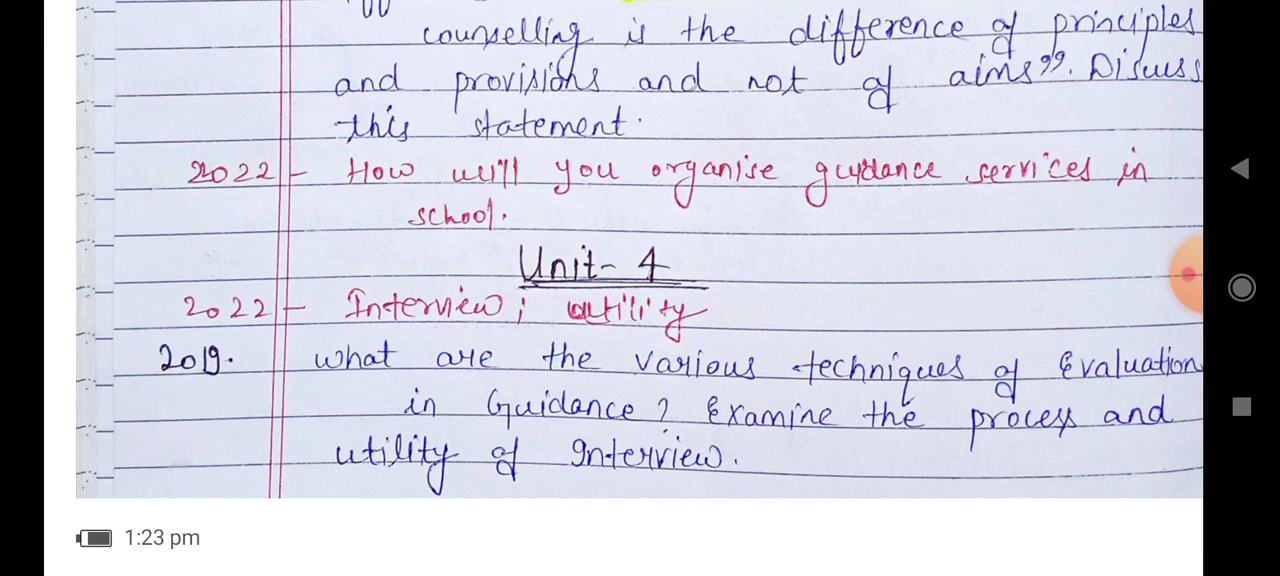 counselling is the difference of principles
and provisions and not of aims”. Discuss
this statement.
2022 - How will you organise guidance services in
school.
Unit- 4
2022 - Interview; utility
2019. what are the various techniques of Evaluation
in Guidance? Examine the process and
utility of Interview.
1:23 pm